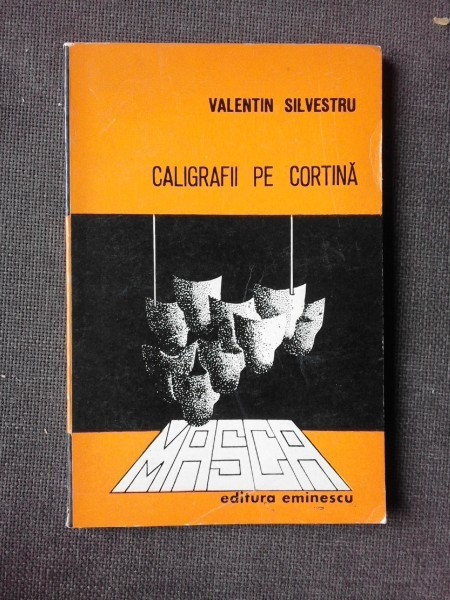 VALENTIN SILVESTRU
CALIGRAFII PE CORTINĂ
MASCA
editura eminescu